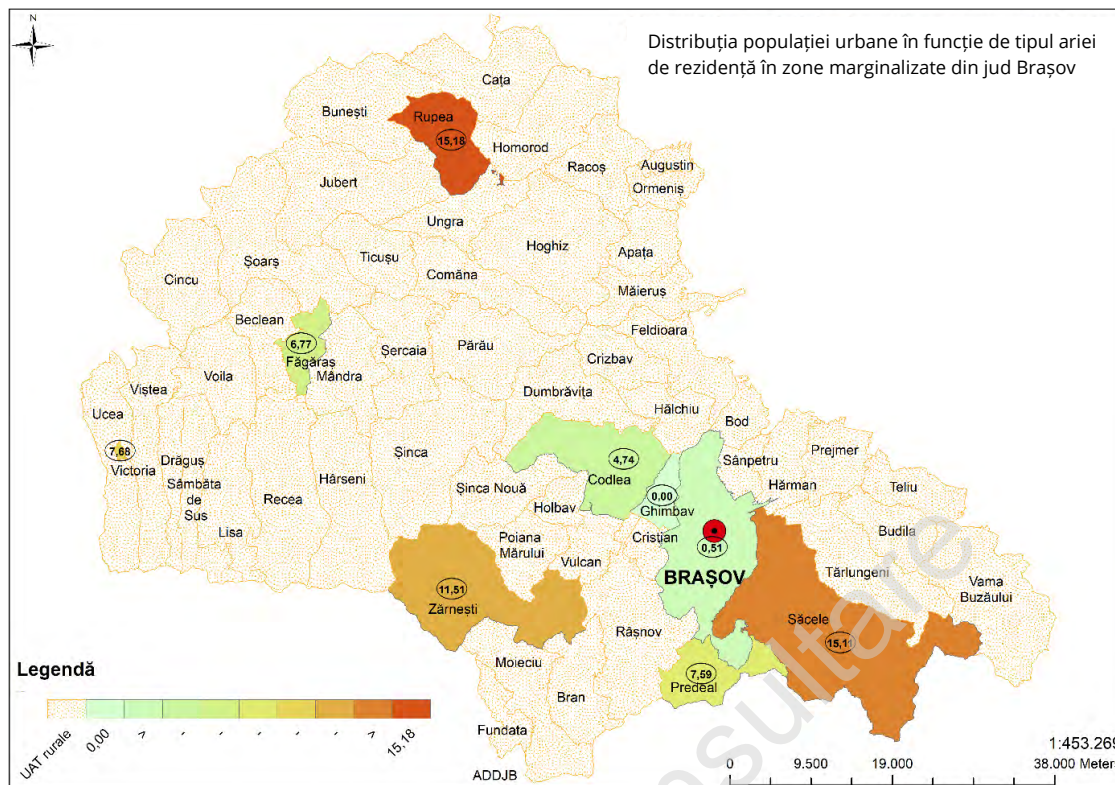 N
Distribuția populației urbane în funcție de tipul ariei
de rezidență în zone marginalizate din jud Brașov
Cața
Bunești
Rupea
15,18
Homorod
Racoș
Augustin
Ormeniș
Jubert
Ungra
Hoghiz
Apața
Șoarș
Ticușu
Comăna
Cincu
Măieruș
Beclean
Feldioara
6,77
Făgăraș
Mândra
Șercaia
Părău
Crizbav
Voila
Viștea
Dumbrăvița
Hălchiu
Ucea
Bod
7,68
Victoria
Drăguș
Sâmbăta
de
Sus
Lisa
Recea
Hârseni
Șinca
4,74
Codlea
Sânpetru
Prejmer
Hărman
Teliu
Șinca Nouă
0,00
Ghimbav
Holbav
Budila
Poiana
Mărului
Vulcan
Cristian
0,51
BRAȘOV
Tărlungeni
Vama
Buzăului
11,51
Zărnești
Râșnov
Săcele
15,11
Moieciu
7,59
Predeal
Bran
Fundata
ADDJB
Legendă
UAT rurale
0,00
>
-
-
-
-
-
>
15,18
1:453.269
0 9.500 19.000 38.000 Meter
onsultare